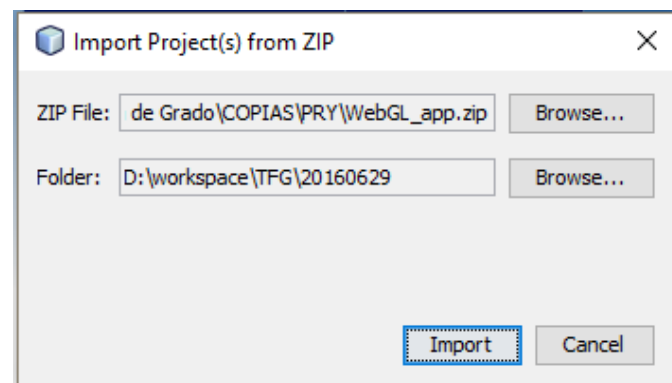 Import Project(s) from ZIP
ZIP File: de Grado\COPIAS\PRY\WebGL_app.zip Browse...
Folder: D:\workspace\TFG\20160629 Browse...
Import Cancel